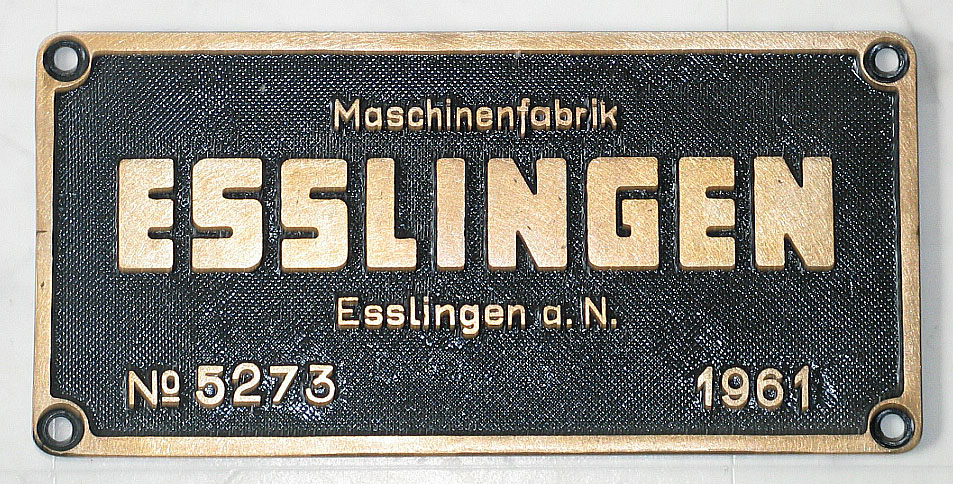 Maschinenfabrik
ESSLINGEN
Esslingen a. N.
No 5273 1961